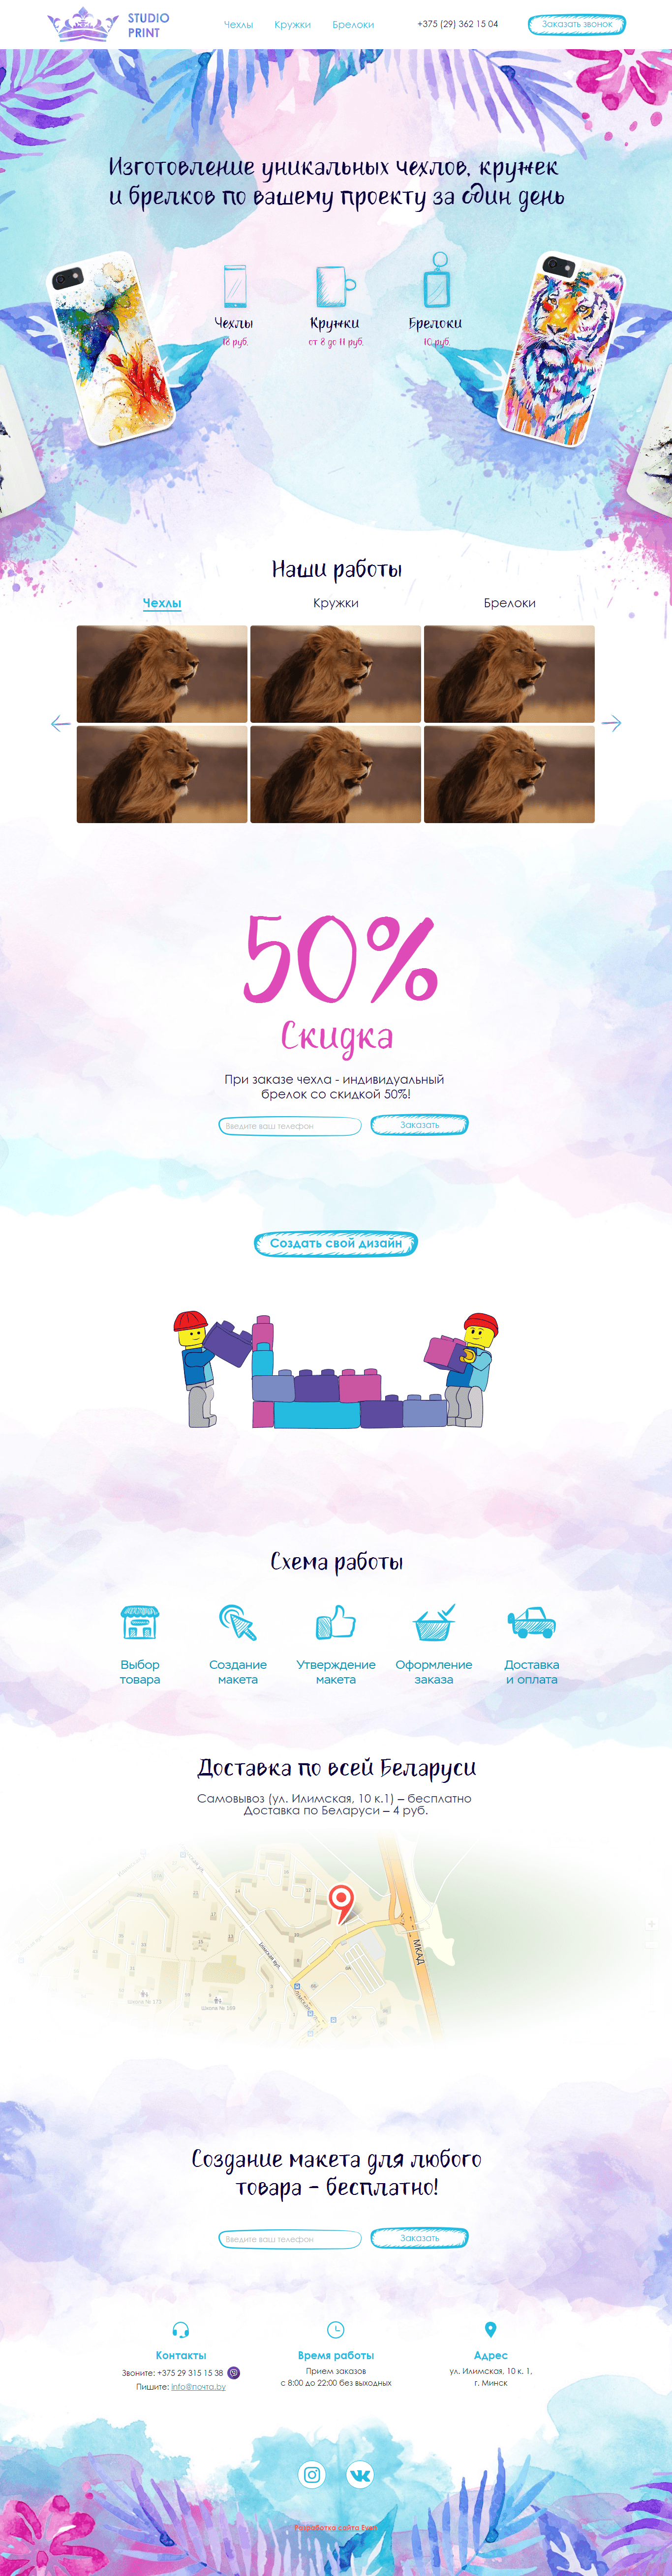 STUDIO
PRINT
Чехлы Кружки Брелоки
+375 (29) 362 15 04
Заказать звонок
Изготовление уникальных чехлов, кружек
и брелков по вашему проекту за один день
Чехлы Кружки Брелоки
18 руб. от 8 до 11 руб. 10 руб.
Наши работы
Чехлы Кружки Брелоки
50%
Скидка
При заказе чехла - индивидуальный
брелок со скидкой 50%!
Введите ваш телефон Заказать
Создать свой дизайн
Схема работы
Выбор
товара
Создание
макета
Утверждение
макета
Оформление
заказа
Доставка
и оплата
Доставка по всей Беларуси
Самовывоз (ул. Илимская, 10 к.1) – бесплатно
Доставка по Беларуси – 4 руб.
МКАД
Школа № 173
Создание макета для любого
товара - бесплатно!
Введите ваш телефон Заказать
Контакты
Звоните: +375 29 315 15 38
Пишите: info@почта.by
Время работы
Прием заказов
с 8:00 до 22:00 без выходных
Адрес
ул. Илимская, 10 к. 1,
г. Минск